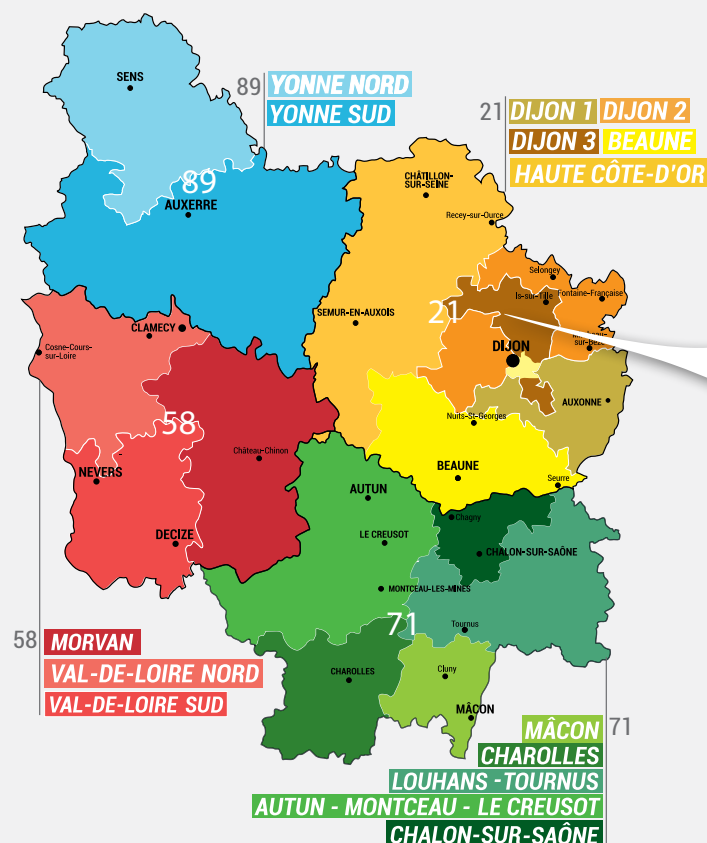 SENS
89
YONNE NORD
YONNE SUD
21
DIJON 1 DIJON 2
DIJON 3 BEAUNE
HAUTE CÔTE-D'OR
89
AUXERRE
CHÂTILLON-
SUR-SEINE
Recey-sur-Ource
Selongey
Is-sur-Tille
Fontaine-Française
SEMUR-EN-AUXOIS
21
DIJON
CLAMECY
Cosne-Cours-
sur-Loire
AUXONNE
Nuits-St-Georges
58
Château-Chinon
NEVERS
BEAUNE
Seurre
AUTUN
Chagny
DECIZE
LE CREUSOT
CHALON-SUR-SAÔNE
MONTCEAU-LES-MINES
71
Tournus
58
MORVAN
VAL-DE-LOIRE NORD
VAL-DE-LOIRE SUD
CHAROLLES
Cluny
MÂCON
71
MÂCON
CHAROLLES
LOUHANS - TOURNUS
AUTUN - MONTCEAU - LE CREUSOT
CHALON-SUR-SAÔNE